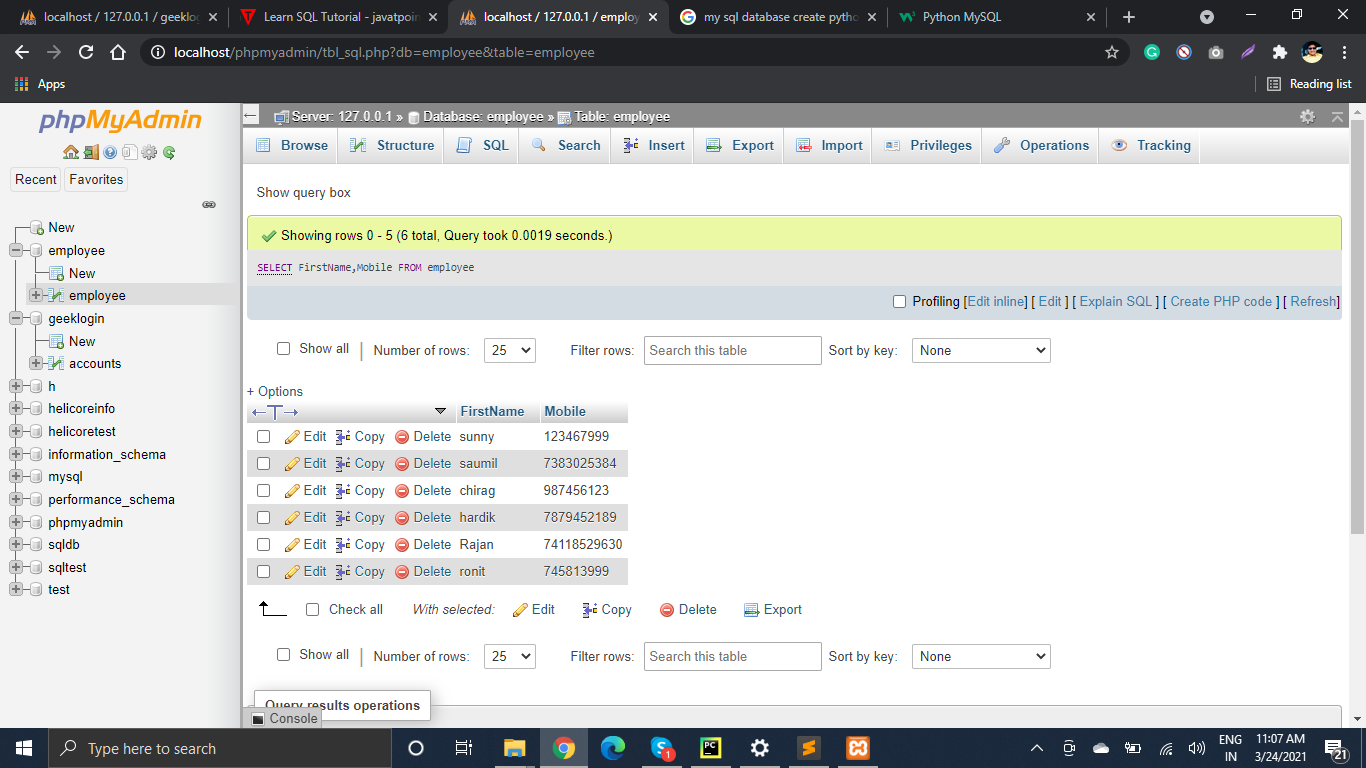 localhost / 127.0.0.1 / geeklog
Learn SQL Tutorial - javatpoin
localhost / 127.0.0.1 / employ
my sql database create pytho
Python MySQL
localhost/phpmyadmin/tbl_sql.php?db=employee&table=employee
Apps
Reading list
phpMyAdmin
Recent
Favorites
New
employee
New
employee
geeklogin
New
accounts
h
helicoreinfo
helicoretest
information_schema
mysql
performance_schema
phpmyadmin
sqldb
sqltest
test
Server: 127.0.0.1 » Database: employee » Table: employee
Browse Structure SQL Search Insert Export Import Privileges Operations Tracking
Show query box
Showing rows 0 - 5 (6 total, Query took 0.0019 seconds.)
SELECT FirstName,Mobile FROM employee
Profiling [Edit inline] [ Edit ] [ Explain SQL ] [ Create PHP code ] [ Refresh]
Show all | Number of rows: 25 Filter rows: Search this table Sort by key: None
+ Options
←T→ FirstName Mobile
Edit Copy Delete sunny 123467999
Edit Copy Delete saumil 7383025384
Edit Copy Delete chirag 987456123
Edit Copy Delete hardik 7879452189
Edit Copy Delete Rajan 74118529630
Edit Copy Delete ronit 745813999
Check all With selected: Edit Copy Delete Export
Show all | Number of rows: 25 Filter rows: Search this table Sort by key: None
Query results operations
Console
Type here to search
1
PC
ENG
IN
11:07 AM
3/24/2021
21